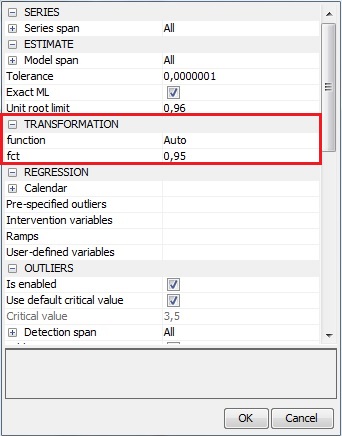 SERIES
Series span All
ESTIMATE
Model span All
Tolerance 0,0000001
Exact ML
Unit root limit 0,96
TRANSFORMATION
function Auto
fct 0,95
REGRESSION
Calendar
Pre-specified outliers
Intervention variables
Ramps
User-defined variables
OUTLIERS
Is enabled
Use default critical value
Critical value 3,5
Detection span All
OK Cancel